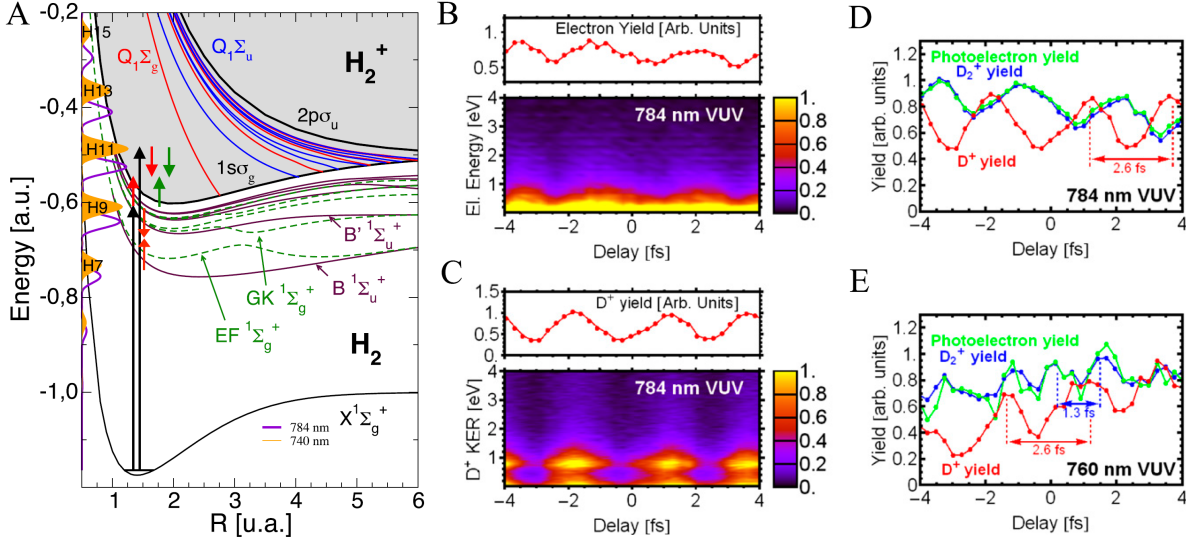 A
-0.2
-0.4
-0.6
-0.8
-1.0
Energy [a.u.]
H15
H13
H11
H9
H7
Q₁Σg
Q₁Σu
H₂⁺
2pσu
1sσg
B' ¹Σu⁺
GK ¹Σg⁺
B ¹Σu⁺
EF ¹Σg⁺
H₂
X¹Σg⁺
784 nm
740 nm
1 2 3 4 5 6
R [u.a.]
B
Electron Yield [Arb. Units]
1.
0.5
784 nm VUV
El. Energy [eV]
4
3
2
1
1.
0.8
0.6
0.4
0.2
0.
−4 −2 0 2 4
Delay [fs]
C
D⁺ yield [Arb. Units]
1.5
1.
0.5
0.
784 nm VUV
D⁺ KER [eV]
4
3
2
1
1.
0.8
0.6
0.4
0.2
0.
−4 −2 0 2 4
Delay [fs]
D
Photoelectron yield
D₂⁺ yield
D⁺ yield
2.6 fs
784 nm VUV
Yield [arb. units]
1.2
1.0
0.8
0.6
0.4
0.2
0
−4 −2 0 2 4
Delay [fs]
E
Photoelectron yield
D₂⁺ yield
1.3 fs
2.6 fs
D⁺ yield
760 nm VUV
Yield [arb. units]
1.2
1.0
0.8
0.6
0.4
0.2
0
−4 −2 0 2 4
Delay [fs]